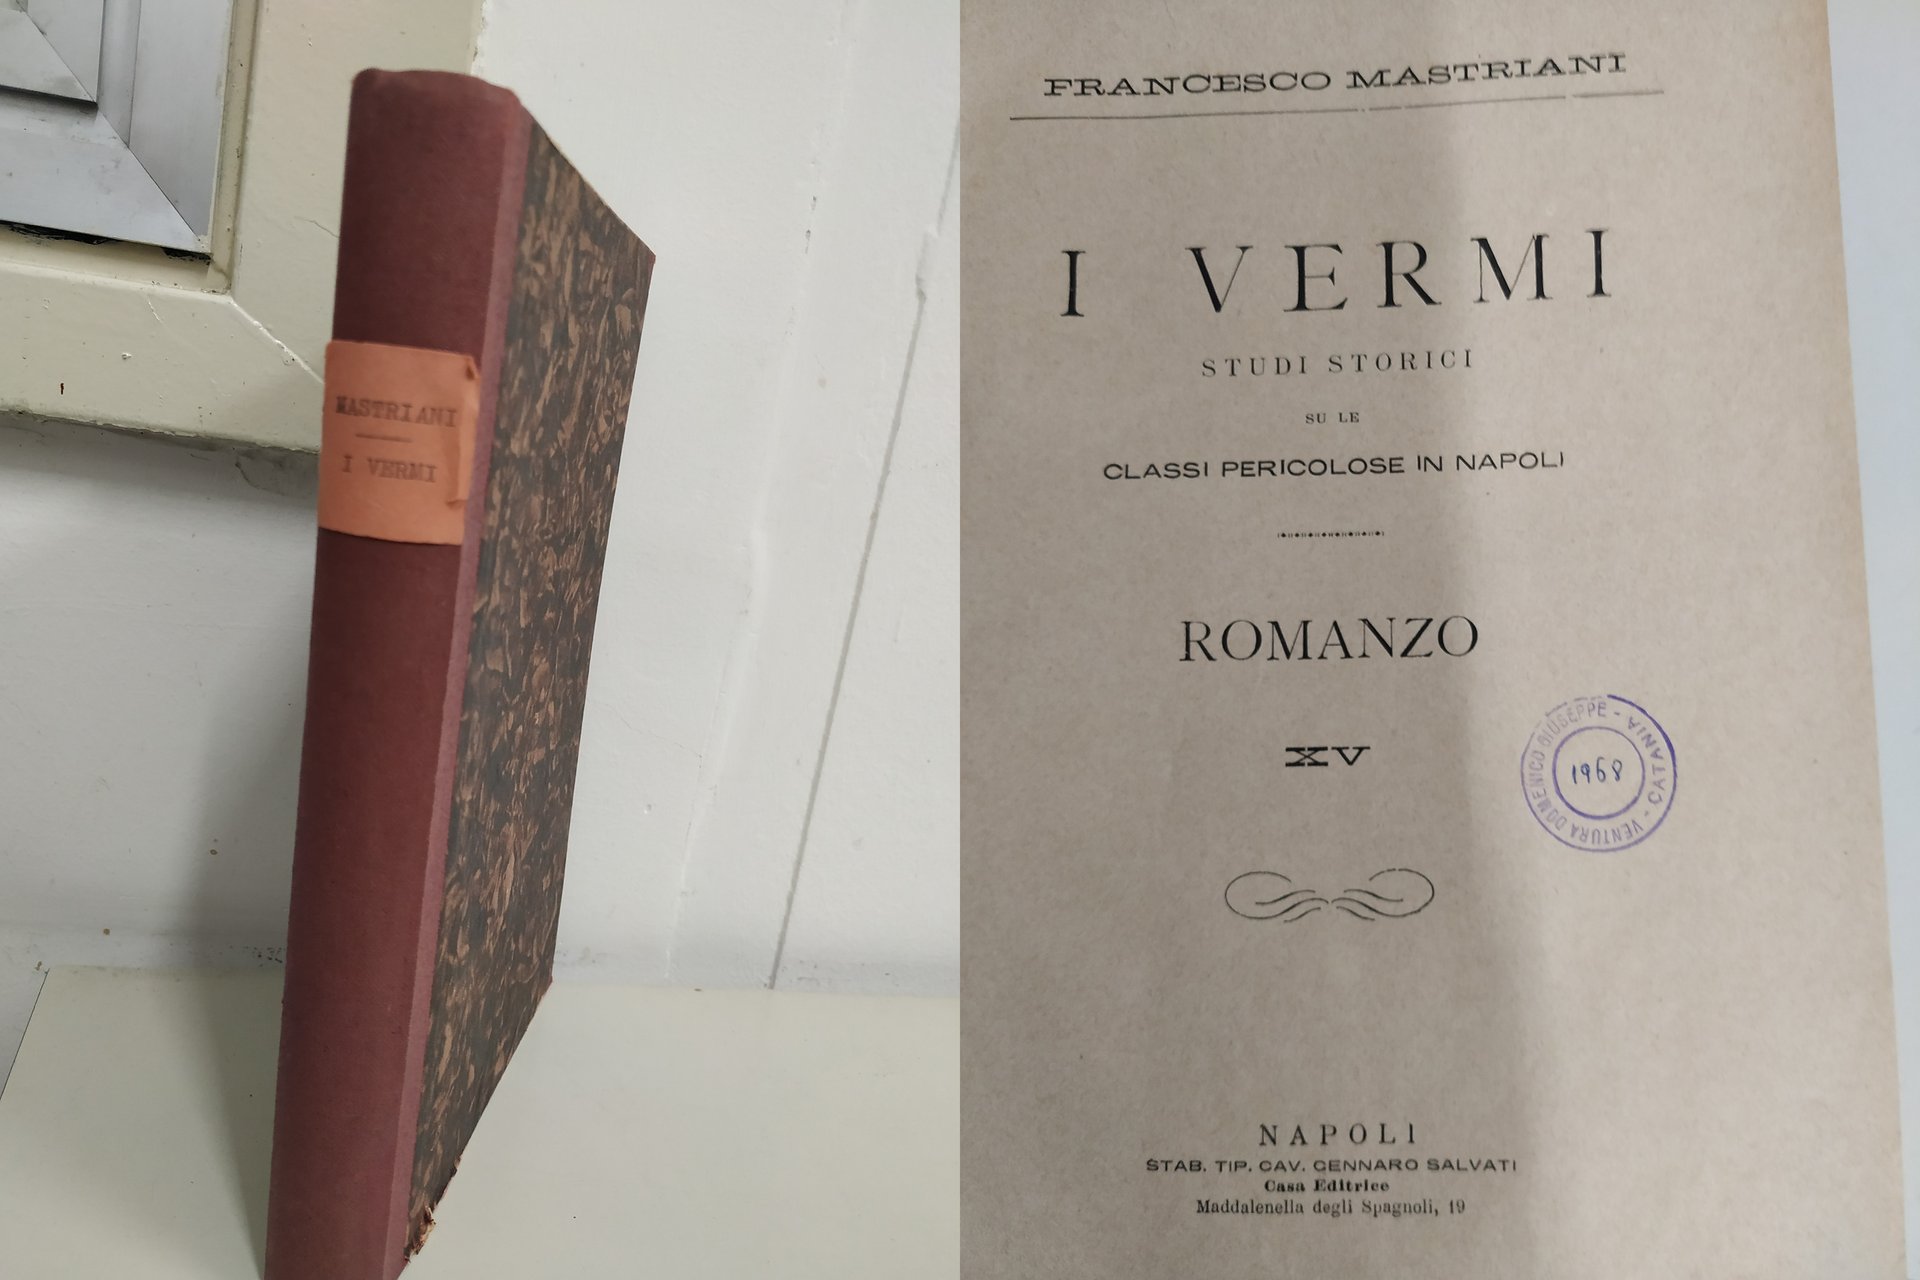 MASTRIANI
I VERMI
FRANCESCO MASTRIANI
I VERMI
STUDI STORICI
SU LE
CLASSI PERICOLOSE IN NAPOLI
ROMANZO
XV
VENTURA DOMENICO GIUSEPPE - CATANIA -
1968
NAPOLI
STAB. TIP. CAV. GENNARO SALVATI
Casa Editrice
Maddalenella degli Spagnoli, 19